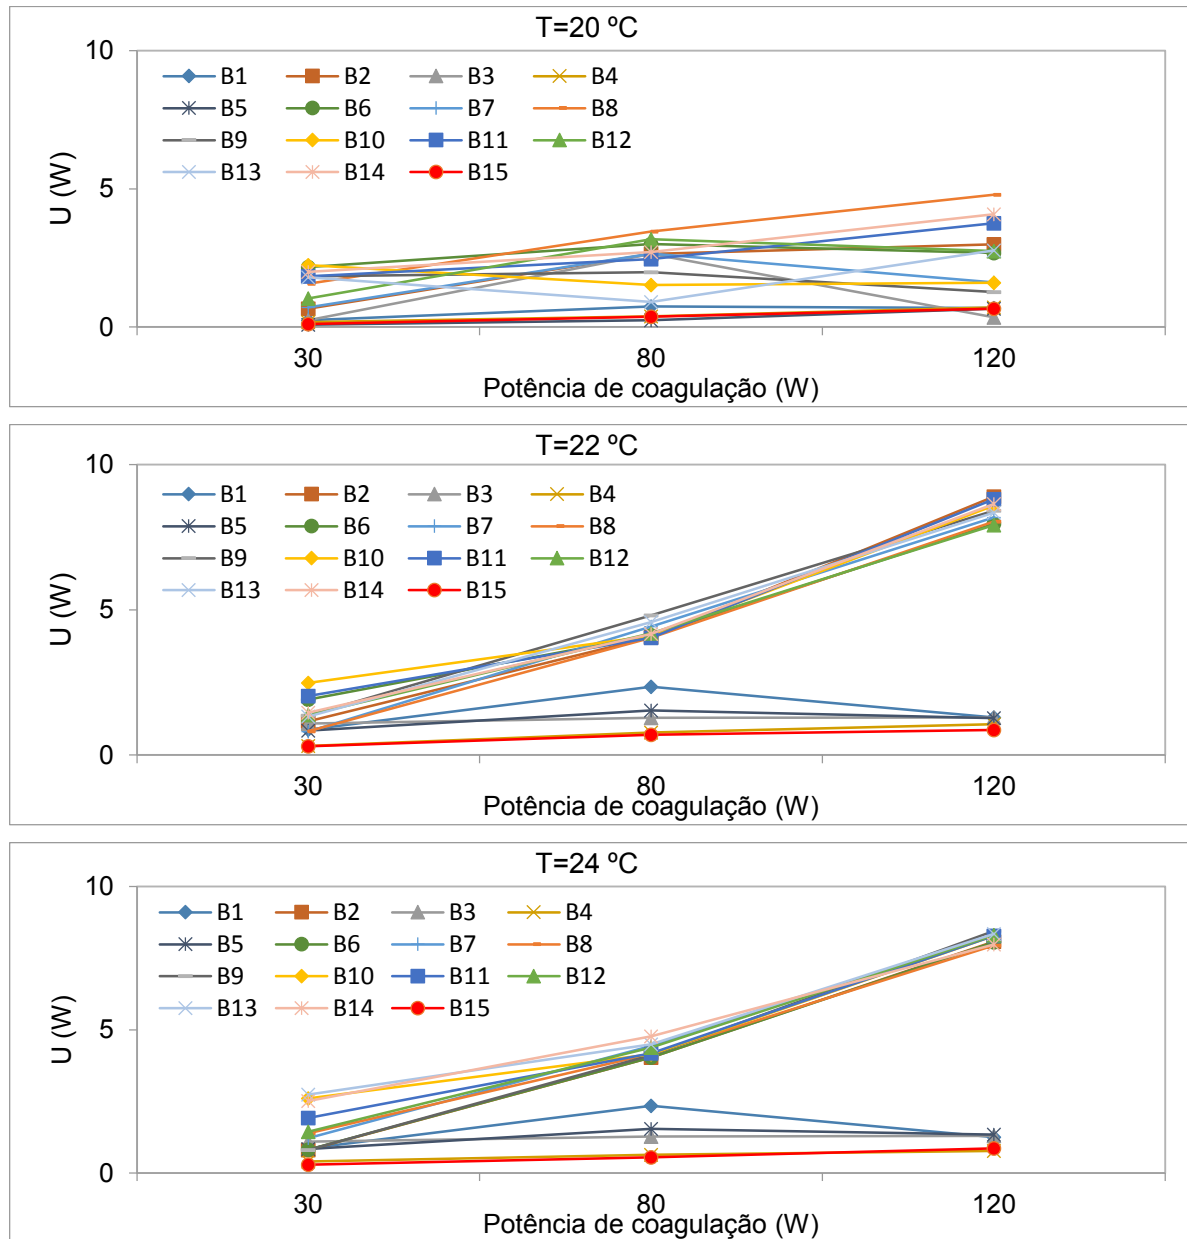 T=20 ºC
10
B1 B2 B3 B4
B5 B6 B7 B8
B9 B10 B11 B12
B13 B14 B15
5
U (W)
0
30 80 120
Potência de coagulação (W)
T=22 ºC
10
B1 B2 B3 B4
B5 B6 B7 B8
B9 B10 B11 B12
B13 B14 B15
5
U (W)
0
30 80 120
Potência de coagulação (W)
T=24 ºC
10
B1 B2 B3 B4
B5 B6 B7 B8
B9 B10 B11 B12
B13 B14 B15
5
U (W)
0
30 80 120
Potência de coagulação (W)